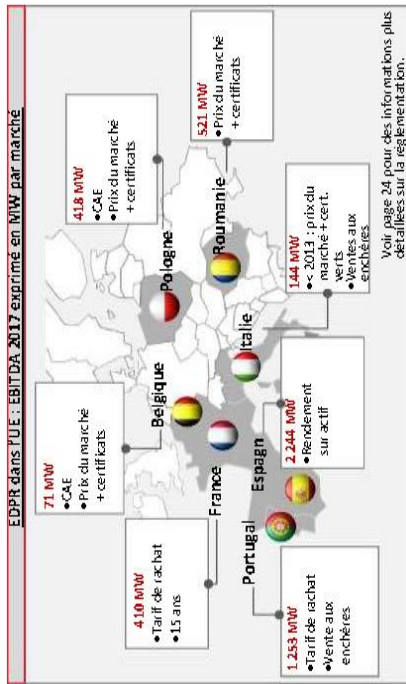 EDPR dans l'UE : EBITDA 2017 exprimé en MW par marché
71 MW
•CAE
•Prix du marché
+ certificats
418 MW
•CAE
•Prix du marché
+ certificats
410 MW
•Tarif de rachat
•15 ans
Belgique
Pologne
521 MW
•Prix du marché
+ certificats
France
Roumanie
Espagn
Italie
Portugal
1 253 MW
•Tarif de rachat
•Vente aux
enchères
2 244 MW
•Rendement
sur actif
144 MW
•< 2013 : prix du
marché + cert.
verts
•Ventes aux
enchères
Voir page 24 pour des informations plus
détaillées sur la réglementation.